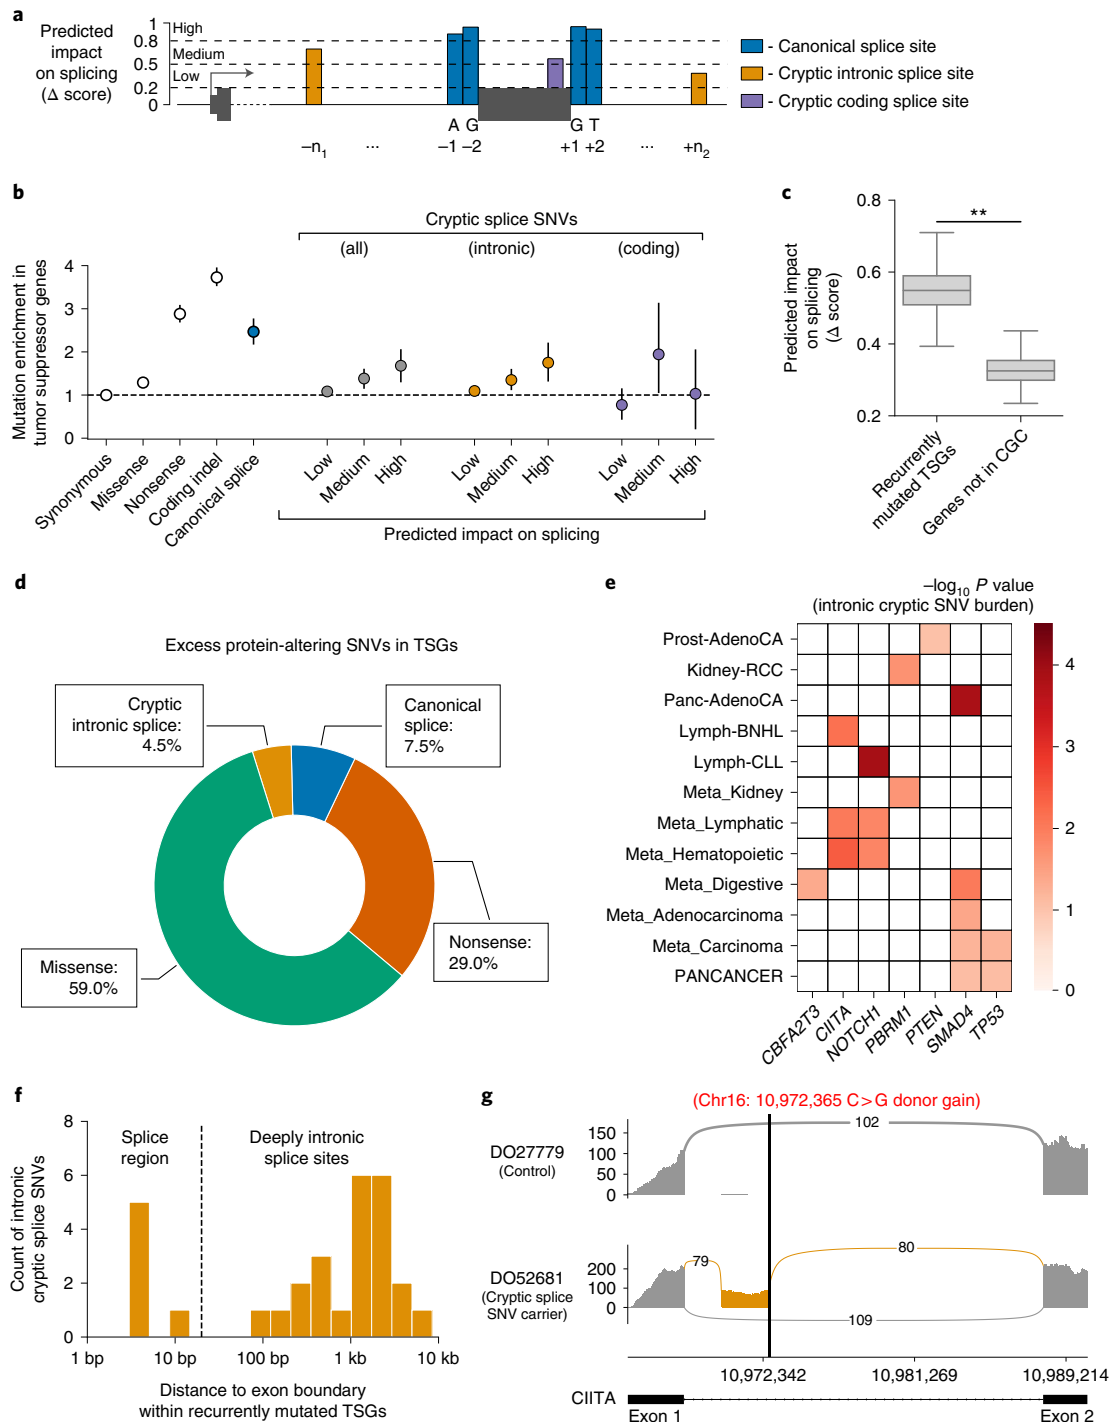 a
Predicted
impact
on splicing
(Δ score)
1
0.8
0.5
0.2
0
High
Medium
Low
A G
G T
–n1
...
–1 –2
+1 +2
...
+n2
- Canonical splice site
- Cryptic intronic splice site
- Cryptic coding splice site
b
Mutation enrichment in
tumor suppressor genes
4
3
2
1
0
Cryptic splice SNVs
(all)
(intronic)
(coding)
Synonymous
Missense
Nonsense
Coding indel
Canonical splice
Low
Medium
High
Low
Medium
High
Low
Medium
High
Predicted impact on splicing
c
Predicted impact
on splicing
(Δ score)
0.8
0.6
0.4
0.2
**
Recurrently
mutated TSGs
Genes not in CGC
d
Excess protein-altering SNVs in TSGs
Cryptic
intronic splice:
4.5%
Canonical
splice:
7.5%
Missense:
59.0%
Nonsense:
29.0%
e
–log10 P value
(intronic cryptic SNV burden)
Prost-AdenoCA
Kidney-RCC
Panc-AdenoCA
Lymph-BNHL
Lymph-CLL
Meta_Kidney
Meta_Lymphatic
Meta_Hematopoietic
Meta_Digestive
Meta_Adenocarcinoma
Meta_Carcinoma
PANCANCER
CBFA2T3
CIITA
NOTCH1
PBRM1
PTEN
SMAD4
TP53
4
3
2
1
0
f
Count of intronic
cryptic splice SNVs
8
6
4
2
0
Splice
region
Deeply intronic
splice sites
1 bp
10 bp
100 bp
1 kb
10 kb
Distance to exon boundary
within recurrently mutated TSGs
g
(Chr16: 10,972,365 C>G donor gain)
DO27779
(Control)
150
100
50
0
102
DO52681
(Cryptic splice
SNV carrier)
200
100
0
79
80
109
10,972,342
10,981,269
10,989,214
CIITA
Exon 1
Exon 2